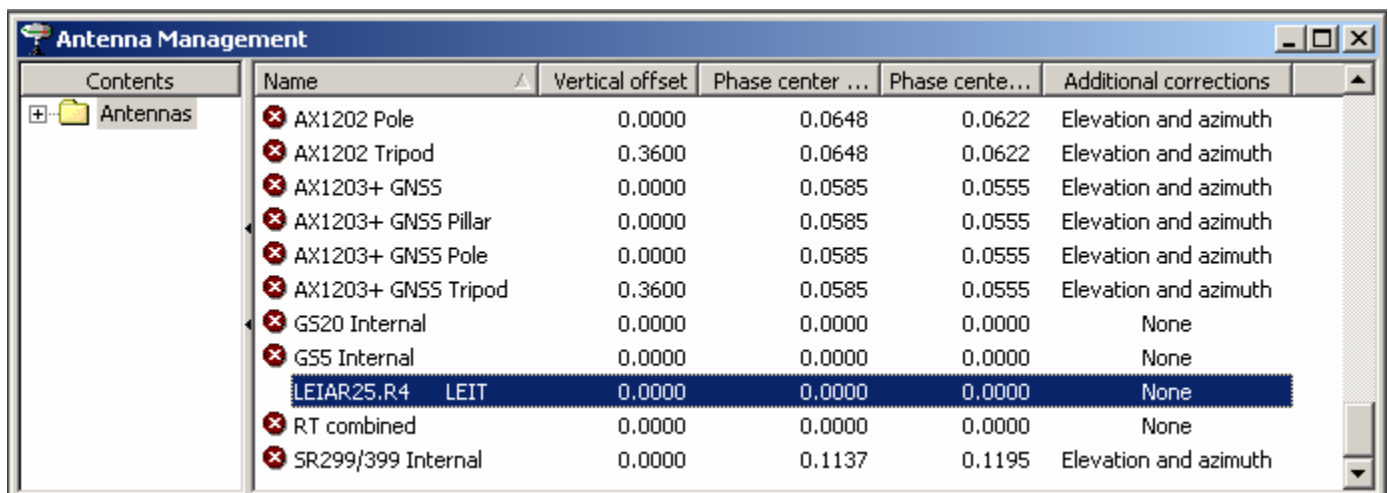 Antenna Management
Contents Name Vertical offset Phase center ... Phase cente... Additional corrections
Antennas
AX1202 Pole 0.0000 0.0648 0.0622 Elevation and azimuth
AX1202 Tripod 0.3600 0.0648 0.0622 Elevation and azimuth
AX1203+ GNSS 0.0000 0.0585 0.0555 Elevation and azimuth
AX1203+ GNSS Pillar 0.0000 0.0585 0.0555 Elevation and azimuth
AX1203+ GNSS Pole 0.0000 0.0585 0.0555 Elevation and azimuth
AX1203+ GNSS Tripod 0.3600 0.0585 0.0555 Elevation and azimuth
GS20 Internal 0.0000 0.0000 0.0000 None
GS5 Internal 0.0000 0.0000 0.0000 None
LEIAR25.R4 LEIT 0.0000 0.0000 0.0000 None
RT combined 0.0000 0.0000 0.0000 None
SR299/399 Internal 0.0000 0.1137 0.1195 Elevation and azimuth